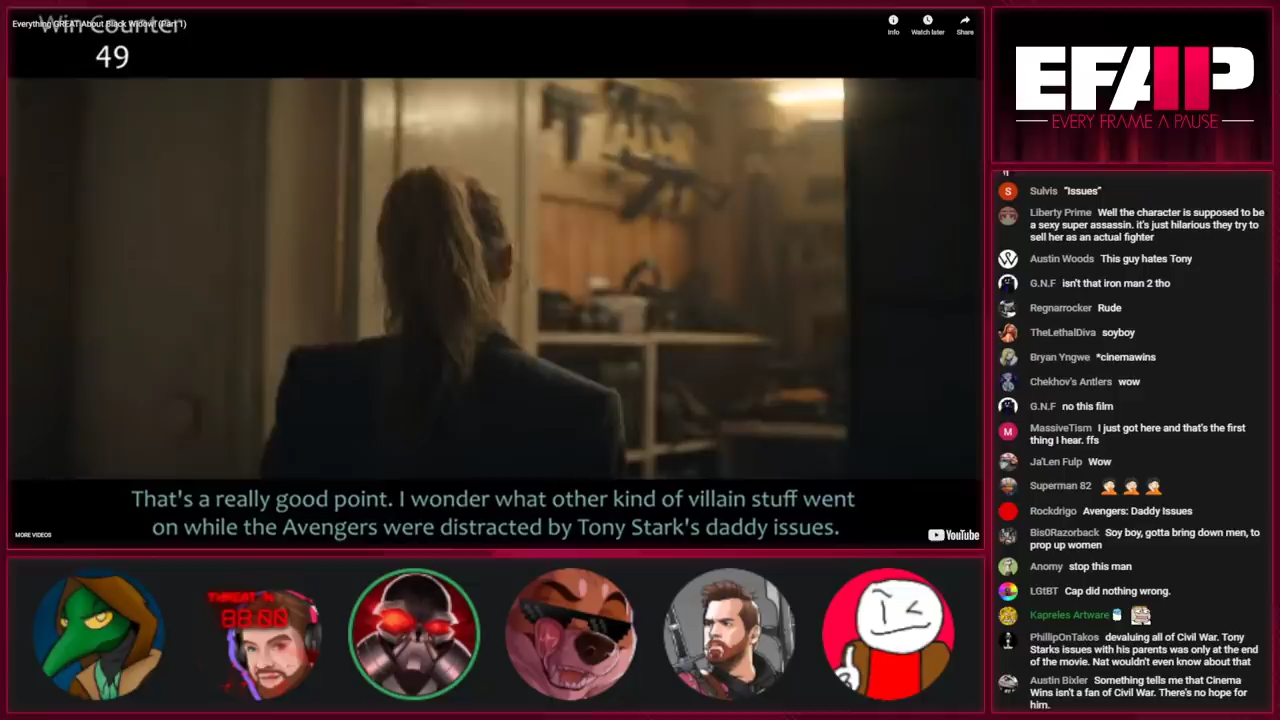 Everything GREAT About Black Widow! (Part 1)
Win Counter
49
Info
Watch later
Share
That's a really good point. I wonder what other kind of villain stuff went
on while the Avengers were distracted by Tony Stark's daddy issues.
MORE VIDEOS
YouTube
THREAT IN
88:00
EFAP
EVERY FRAME A PAUSE
S
Sulvis "Issues"
Liberty Prime Well the character is supposed to be
a sexy super assassin. it's just hilarious they try to
sell her as an actual fighter
Austin Woods This guy hates Tony
G.N.F isn't that iron man 2 tho
Regnarrocker Rude
TheLethalDiva soyboy
Bryan Yngwe *cinemawins
Chekhov's Antlers wow
G.N.F no this film
M
MassiveTism I just got here and that's the first
thing I hear. ffs
Ja'Len Fulp Wow
Superman 82
Rockdrigo Avengers: Daddy Issues
Bis0Razorback Soy boy, gotta bring down men, to
prop up women
Anomy stop this man
LGtBT Cap did nothing wrong.
Kapreles Artware
PhillipOnTakos devaluing all of Civil War. Tony
Starks issues with his parents was only at the end
of the movie. Nat wouldn't even know about that
Austin Bixler Something tells me that Cinema
Wins isn't a fan of Civil War. There's no hope for
him.